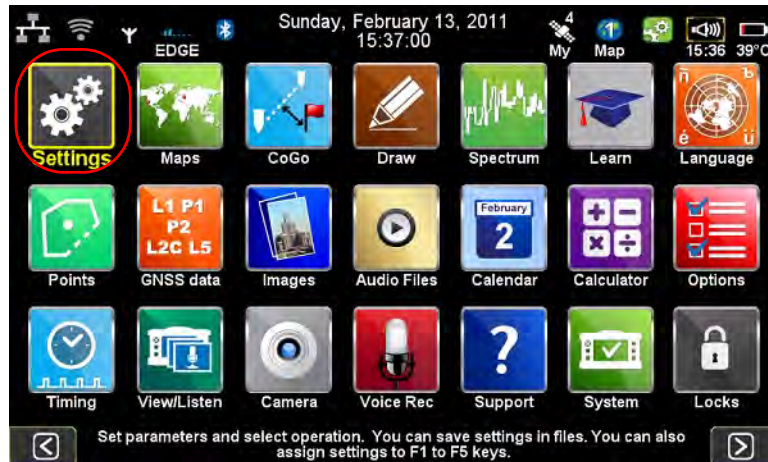 Sunday, February 13, 2011
15:37:00
EDGE
4
My
1
Map
15:36
39°C
Settings
Maps
CoGo
Draw
Spectrum
Learn
ñ
Ъ
é
ü
Language
Points
L1 P1
P2
L2C L5
GNSS data
Images
Audio Files
February
2
Calendar
Calculator
Options
Timing
View/Listen
Camera
Voice Rec
?
Support
System
Locks
Set parameters and select operation. You can save settings in files. You can also
assign settings to F1 to F5 keys.